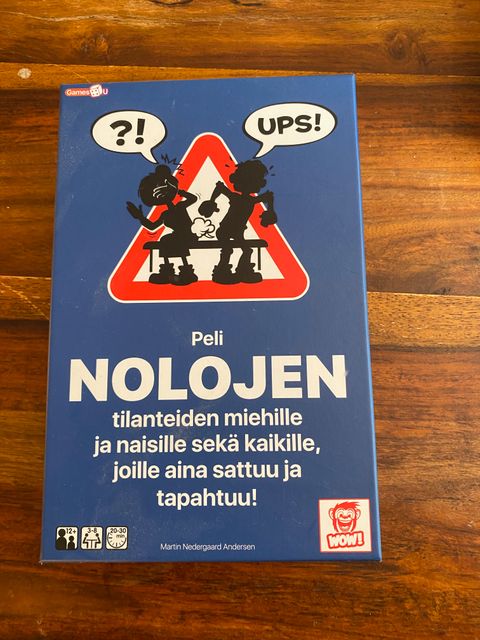 Games U
?!
UPS!
Peli
NOLOJEN
tilanteiden miehille
ja naisille sekä kaikille,
joille aina sattuu ja
tapahtuu!
12+
3-8
20-30
min
Martin Nedergaard Andersen
WOW!